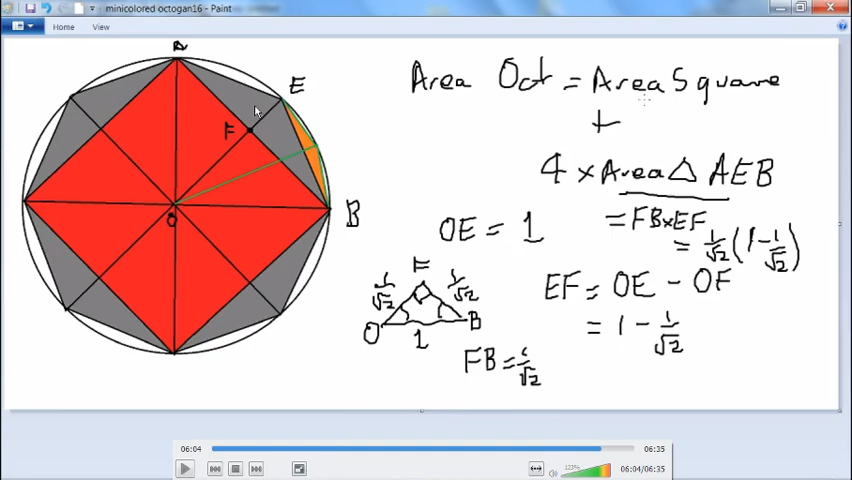 minicolored octogan16 - Paint
Home View
A
E
F
O
B
Area Oct = Area Square
+
4 × Area △ AEB
= FB×EF
= 1/√2 (1 - 1/√2)
OE = 1
EF = OE - OF
= 1 - 1/√2
F
1/√2 1/√2
O B
1
FB = 1/√2
06:04 06:35
123%
06:04/06:35